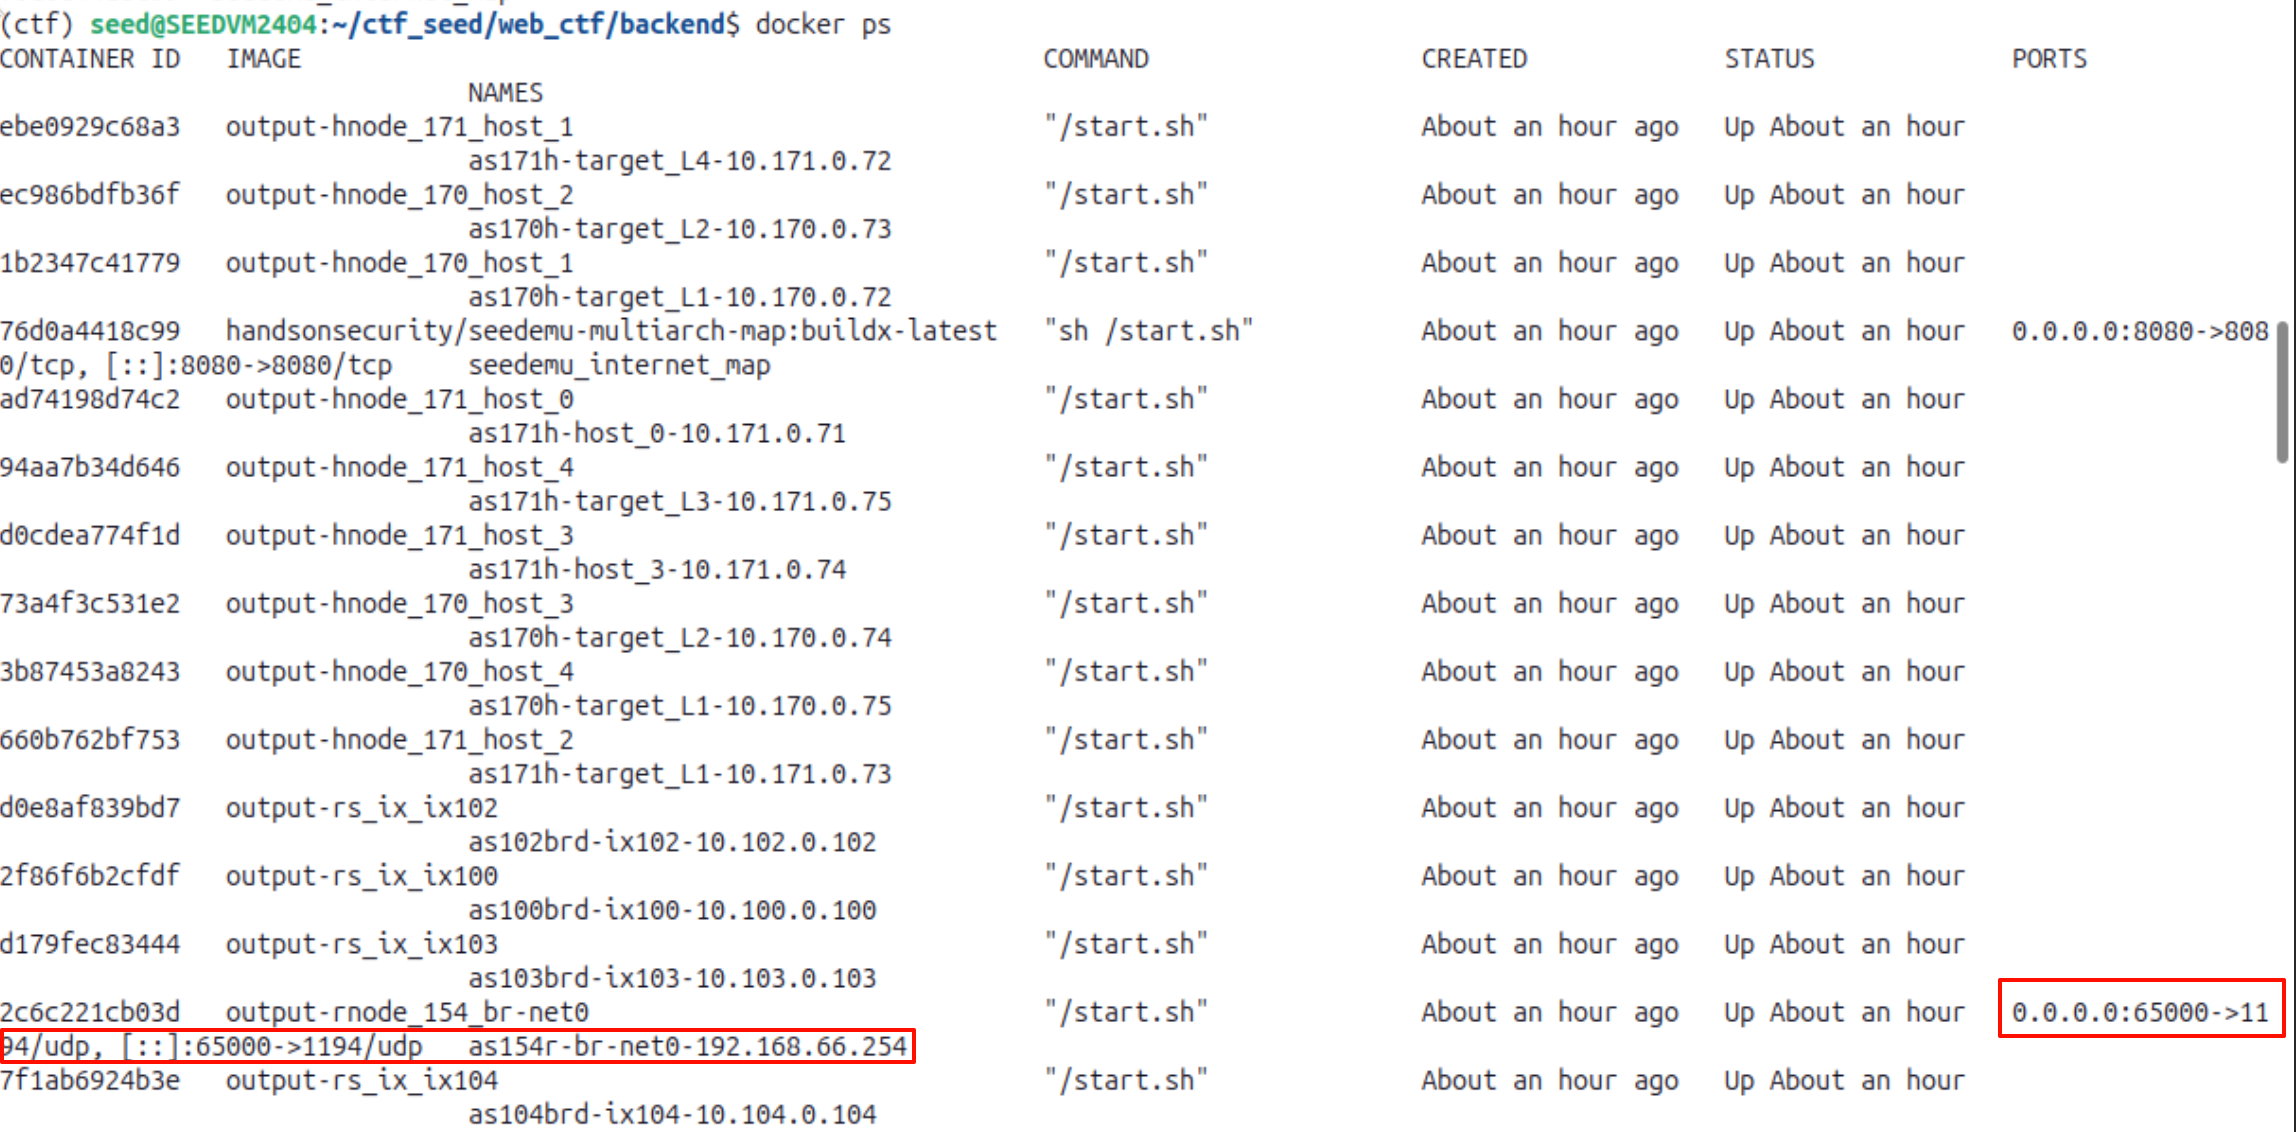 (ctf) seed@SEEDVM2404:~/ctf_seed/web_ctf/backend$ docker ps
CONTAINER ID   IMAGE                                                 COMMAND                  CREATED             STATUS             PORTS
                               NAMES
ebe0929c68a3   output-hnode_171_host_1                               "/start.sh"              About an hour ago   Up About an hour
                               as171h-target_L4-10.171.0.72
ec986bdfb36f   output-hnode_170_host_2                               "/start.sh"              About an hour ago   Up About an hour
                               as170h-target_L2-10.170.0.73
1b2347c41779   output-hnode_170_host_1                               "/start.sh"              About an hour ago   Up About an hour
                               as170h-target_L1-10.170.0.72
76d0a4418c99   handsonsecurity/seedemu-multiarch-map:buildx-latest   "sh /start.sh"           About an hour ago   Up About an hour   0.0.0.0:8080->808
0/tcp, [::]:8080->8080/tcp     seedemu_internet_map
ad74198d74c2   output-hnode_171_host_0                               "/start.sh"              About an hour ago   Up About an hour
                               as171h-host_0-10.171.0.71
94aa7b34d646   output-hnode_171_host_4                               "/start.sh"              About an hour ago   Up About an hour
                               as171h-target_L3-10.171.0.75
d0cdea774f1d   output-hnode_171_host_3                               "/start.sh"              About an hour ago   Up About an hour
                               as171h-host_3-10.171.0.74
73a4f3c531e2   output-hnode_170_host_3                               "/start.sh"              About an hour ago   Up About an hour
                               as170h-target_L2-10.170.0.74
3b87453a8243   output-hnode_170_host_4                               "/start.sh"              About an hour ago   Up About an hour
                               as170h-target_L1-10.170.0.75
660b762bf753   output-hnode_171_host_2                               "/start.sh"              About an hour ago   Up About an hour
                               as171h-target_L1-10.171.0.73
d0e8af839bd7   output-rs_ix_ix102                                    "/start.sh"              About an hour ago   Up About an hour
                               as102brd-ix102-10.102.0.102
2f86f6b2cfdf   output-rs_ix_ix100                                    "/start.sh"              About an hour ago   Up About an hour
                               as100brd-ix100-10.100.0.100
d179fec83444   output-rs_ix_ix103                                    "/start.sh"              About an hour ago   Up About an hour
                               as103brd-ix103-10.103.0.103
2c6c221cb03d   output-rnode_154_br-net0                              "/start.sh"              About an hour ago   Up About an hour   0.0.0.0:65000->11
94/udp, [::]:65000->1194/udp   as154r-br-net0-192.168.66.254
7f1ab6924b3e   output-rs_ix_ix104                                    "/start.sh"              About an hour ago   Up About an hour
                               as104brd-ix104-10.104.0.104